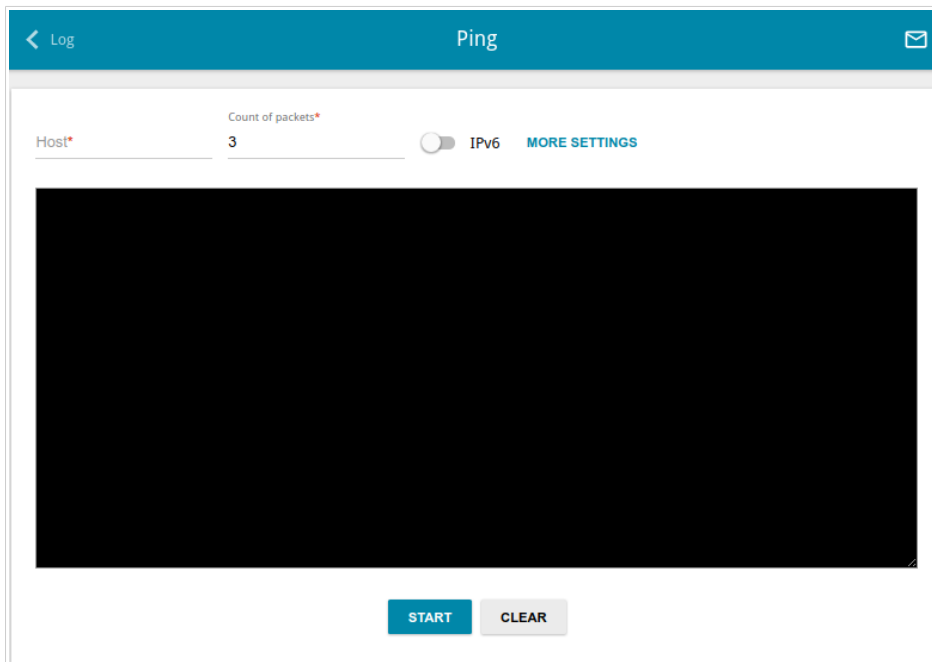 Log
Ping
Count of packets*
Host*
3
IPv6
MORE SETTINGS
START
CLEAR